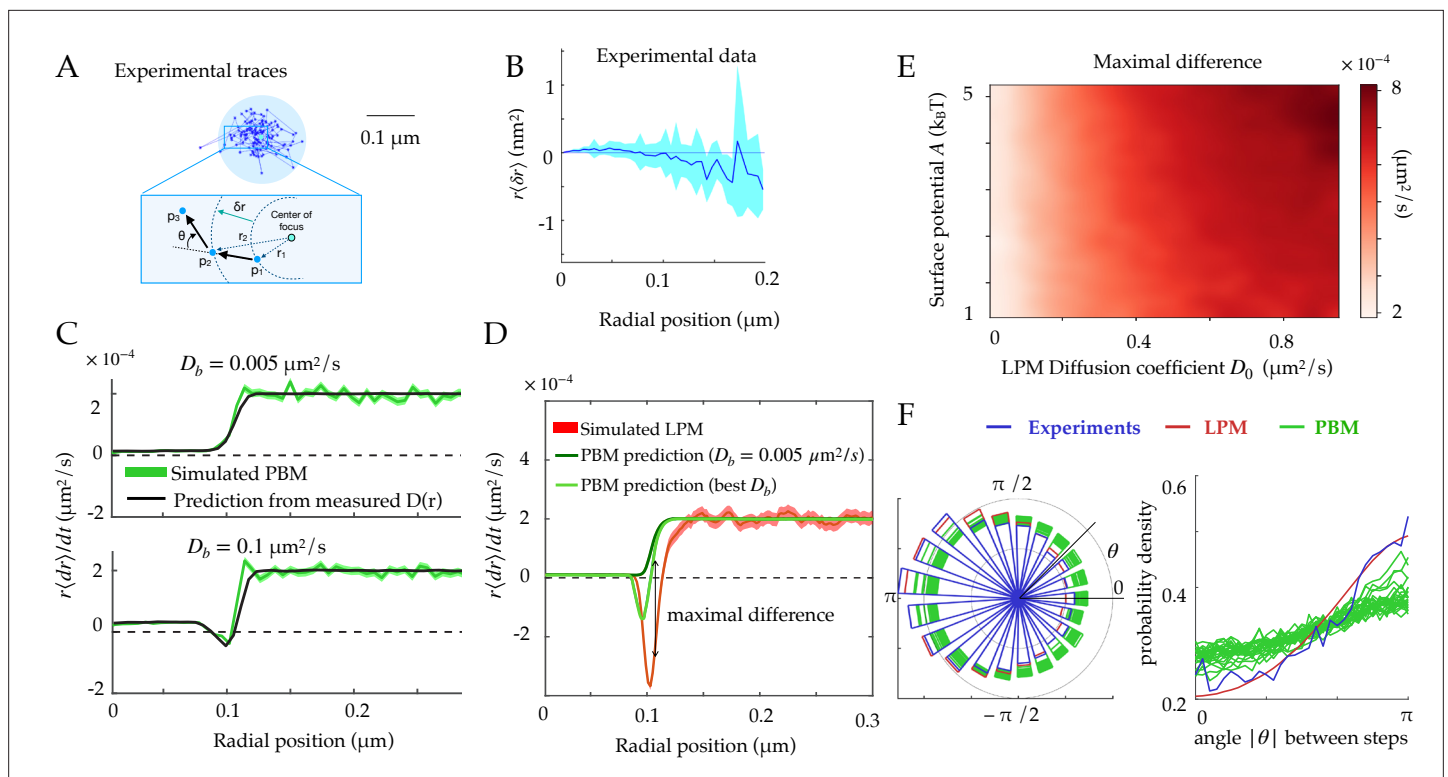 A
Experimental traces
0.1 μm
δr
Center of
focus
p3
θ
r2
r1
p2
p1
B
Experimental data
r⟨δr⟩ (nm²)
1
0
-1
0
0.1
0.2
Radial position (μm)
E
Maximal difference
× 10⁻⁴
Surface potential A (kBT)
5
1
8
2
(μm²/s)
0
0.4
0.8
LPM Diffusion coefficient D₀ (μm²/s)
C
× 10⁻⁴
D_b = 0.005 μm²/s
2
0
-2
Simulated PBM
Prediction from measured D(r)
r⟨dr⟩/dt (μm²/s)
D_b = 0.1 μm²/s
2
0
-2
0
0.1
0.2
Radial position (μm)
D
× 10⁻⁴
r⟨dr⟩/dt (μm²/s)
4
2
0
-2
Simulated LPM
PBM prediction (D_b = 0.005 μm²/s)
PBM prediction (best D_b)
maximal difference
0
0.1
0.2
0.3
Radial position (μm)
F
Experiments LPM PBM
π /2
θ
0
π
−π /2
probability density
0.6
0.4
0.2
0
π
angle |θ| between steps